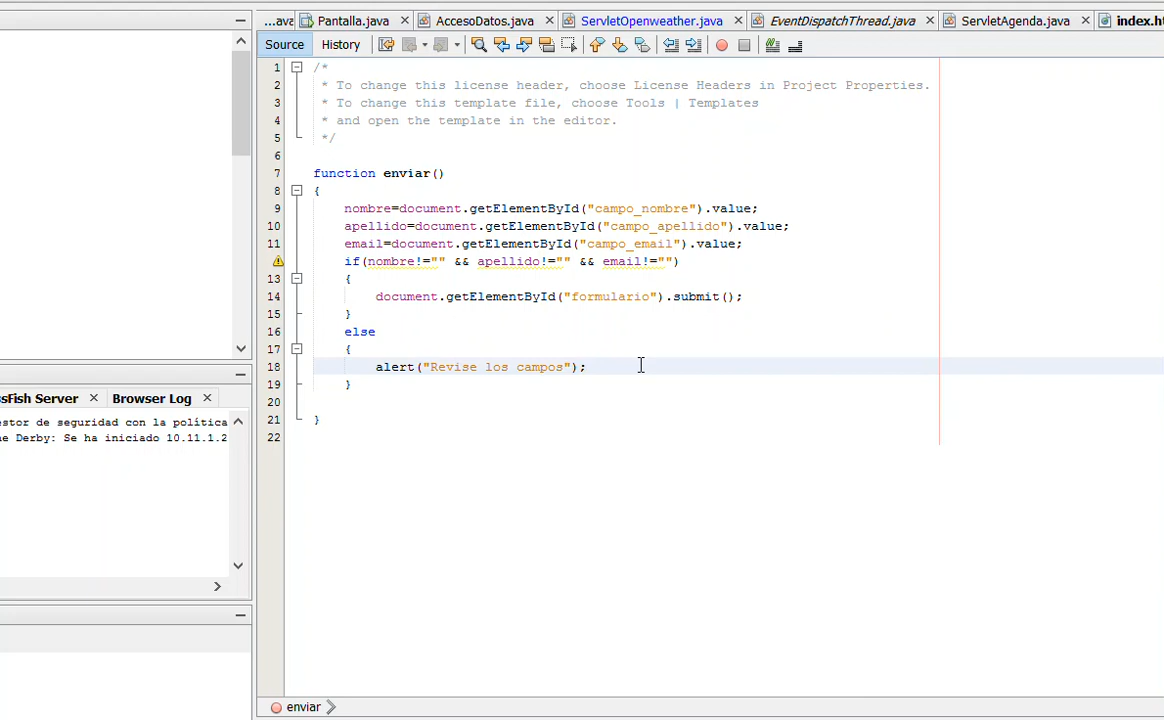 ...ava Pantalla.java AccesoDatos.java ServletOpenweather.java EventDispatchThread.java ServletAgenda.java index.h
Source History
1 /*
2 * To change this license header, choose License Headers in Project Properties.
3 * To change this template file, choose Tools | Templates
4 * and open the template in the editor.
5 */
6
7 function enviar()
8 {
9 nombre=document.getElementById("campo_nombre").value;
10 apellido=document.getElementById("campo_apellido").value;
11 email=document.getElementById("campo_email").value;
if(nombre!="" && apellido!="" && email!="")
13 {
14 document.getElementById("formulario").submit();
15 }
16 else
17 {
18 alert("Revise los campos");
19 }
20
21 }
22
sFish Server Browser Log
estor de seguridad con la política
ne Derby: Se ha iniciado 10.11.1.2
enviar